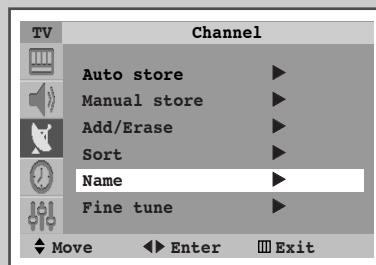 TV Channel
Auto store
Manual store
Add/Erase
Sort
Name
Fine tune
Move Enter Exit